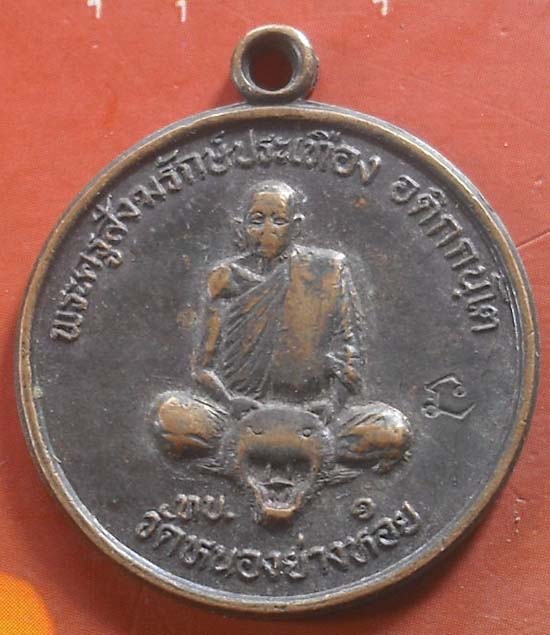 พระครูสังฆรักษ์ประเทือง อติกฺกนฺโต
ทบ. ๑
วัดหนองย่างทอย